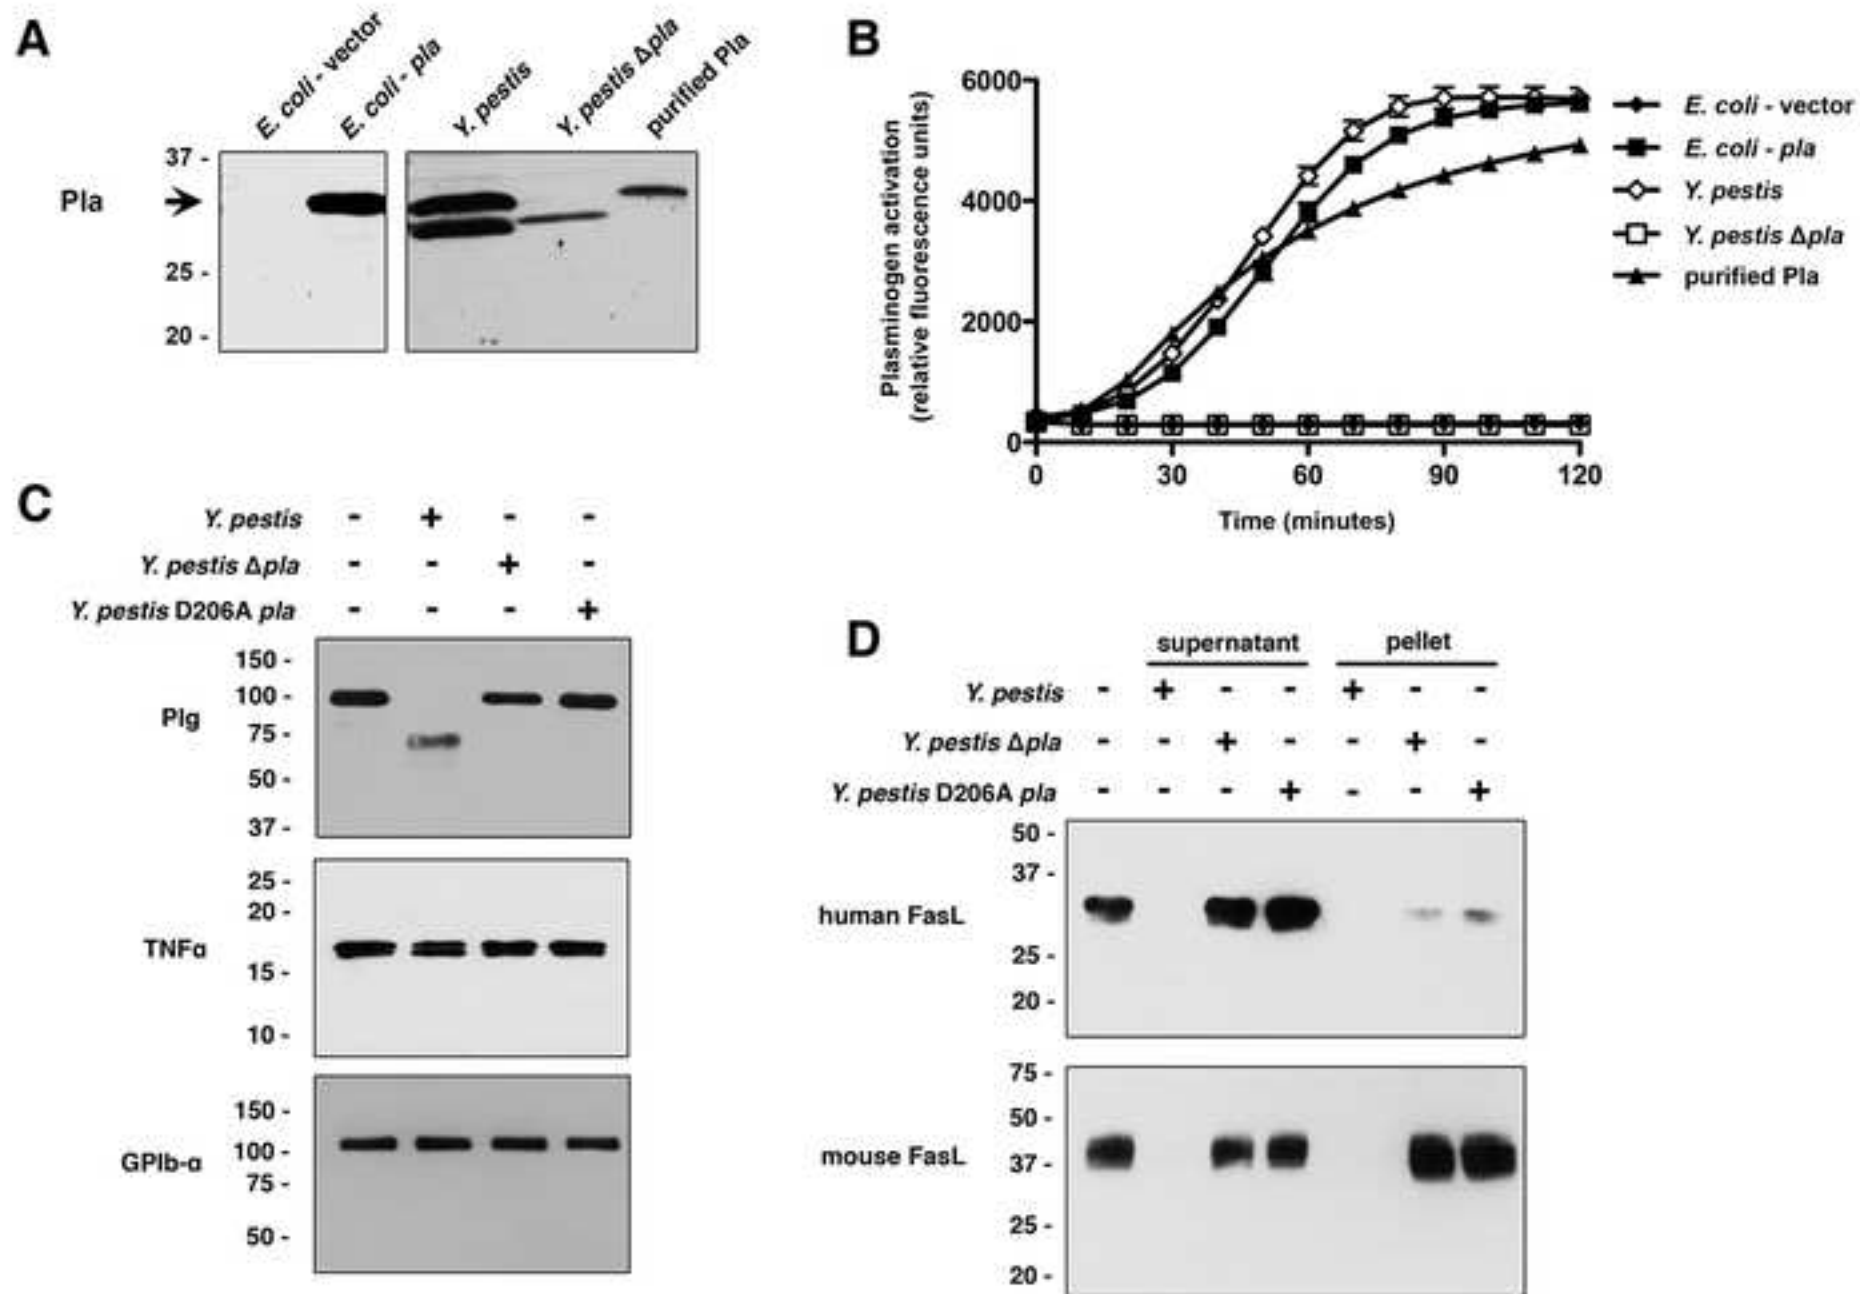 A
E. coli - vector
E. coli - pla
Y. pestis
Y. pestis Δpla
purified Pla
37 -
Pla
25 -
20 -
B
Plasminogen activation
(relative fluorescence units)
6000
4000
2000
0
0 30 60 90 120
Time (minutes)
E. coli - vector
E. coli - pla
Y. pestis
Y. pestis Δpla
purified Pla
C
Y. pestis - + - -
Y. pestis Δpla - - + -
Y. pestis D206A pla - - - +
150 -
100 -
Plg
75 -
50 -
37 -
25 -
20 -
TNFα
15 -
10 -
150 -
100 -
GPIb-α
75 -
50 -
D
supernatant pellet
Y. pestis - + - - + - -
Y. pestis Δpla - - + - - + -
Y. pestis D206A pla - - - + - - +
50 -
37 -
human FasL
25 -
20 -
75 -
50 -
mouse FasL
37 -
25 -
20 -